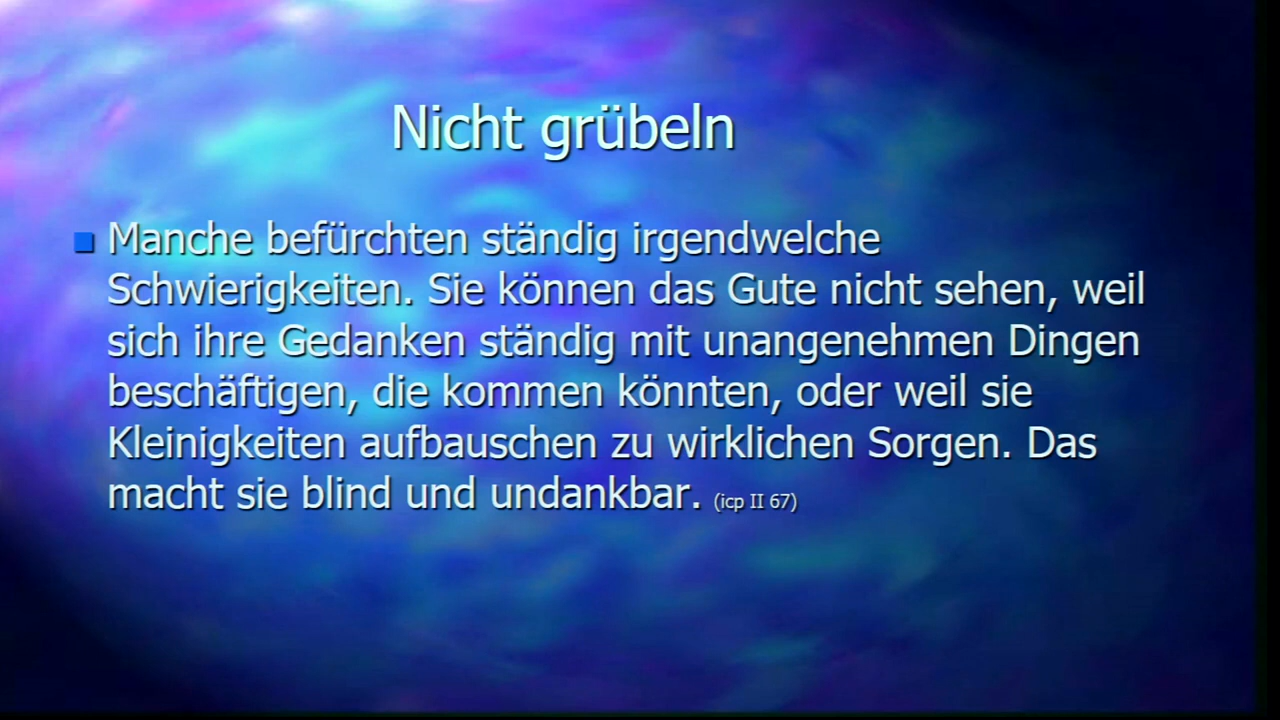 Nicht grübeln
Manche befürchten ständig irgendwelche
Schwierigkeiten. Sie können das Gute nicht sehen, weil
sich ihre Gedanken ständig mit unangenehmen Dingen
beschäftigen, die kommen könnten, oder weil sie
Kleinigkeiten aufbauschen zu wirklichen Sorgen. Das
macht sie blind und undankbar. (icp II 67)